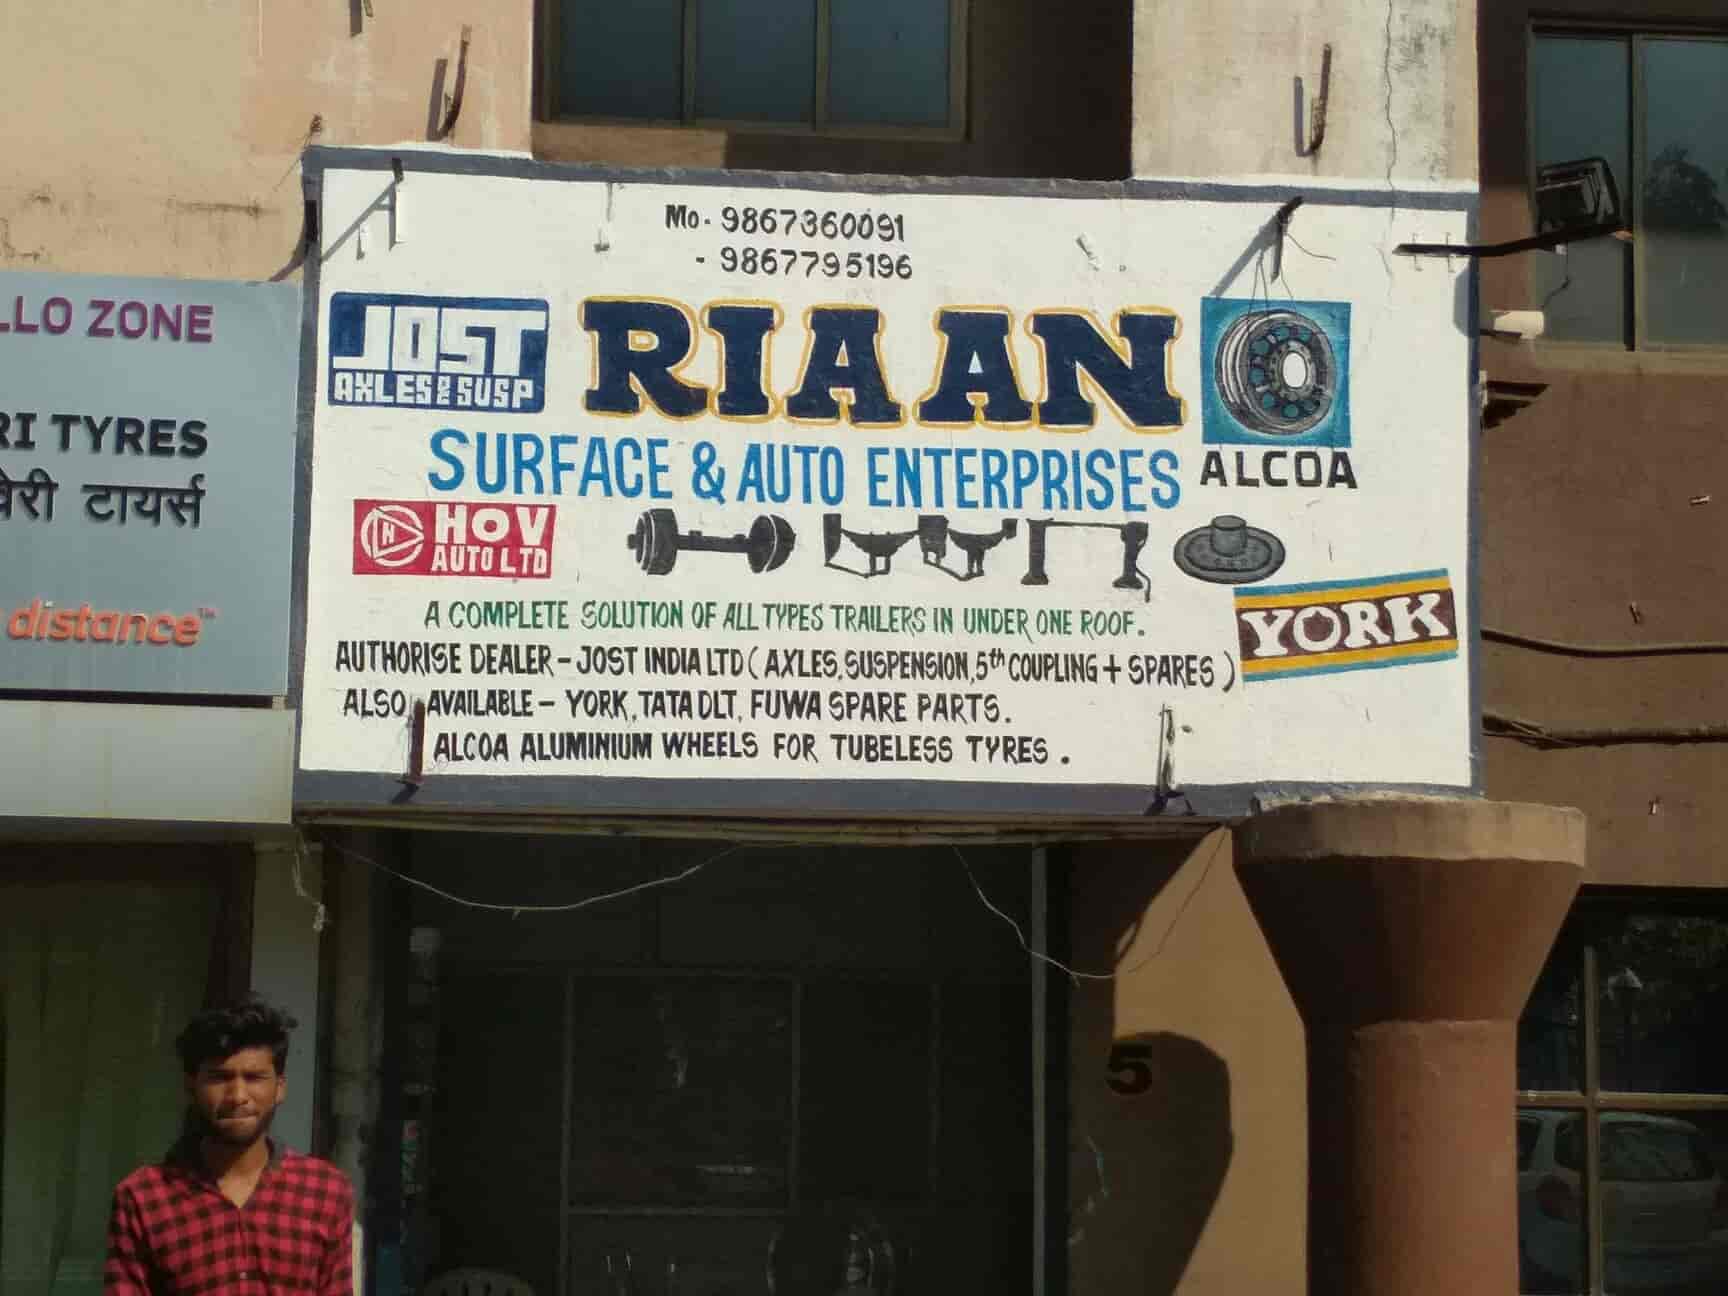 LLO ZONE
RI TYRES
वेरी टायर्स
distance™
Mo. 9867360091
- 9867795196
JOST
AXLES & SUSP
RIAAN
SURFACE & AUTO ENTERPRISES
ALCOA
H HOV
AUTO LTD
YORK
A COMPLETE SOLUTION OF ALL TYPES TRAILERS IN UNDER ONE ROOF.
AUTHORISE DEALER - JOST INDIA LTD (AXLES, SUSPENSION, 5th COUPLING + SPARES)
ALSO AVAILABLE - YORK, TATA DLT, FUWA SPARE PARTS.
ALCOA ALUMINIUM WHEELS FOR TUBELESS TYRES.
5